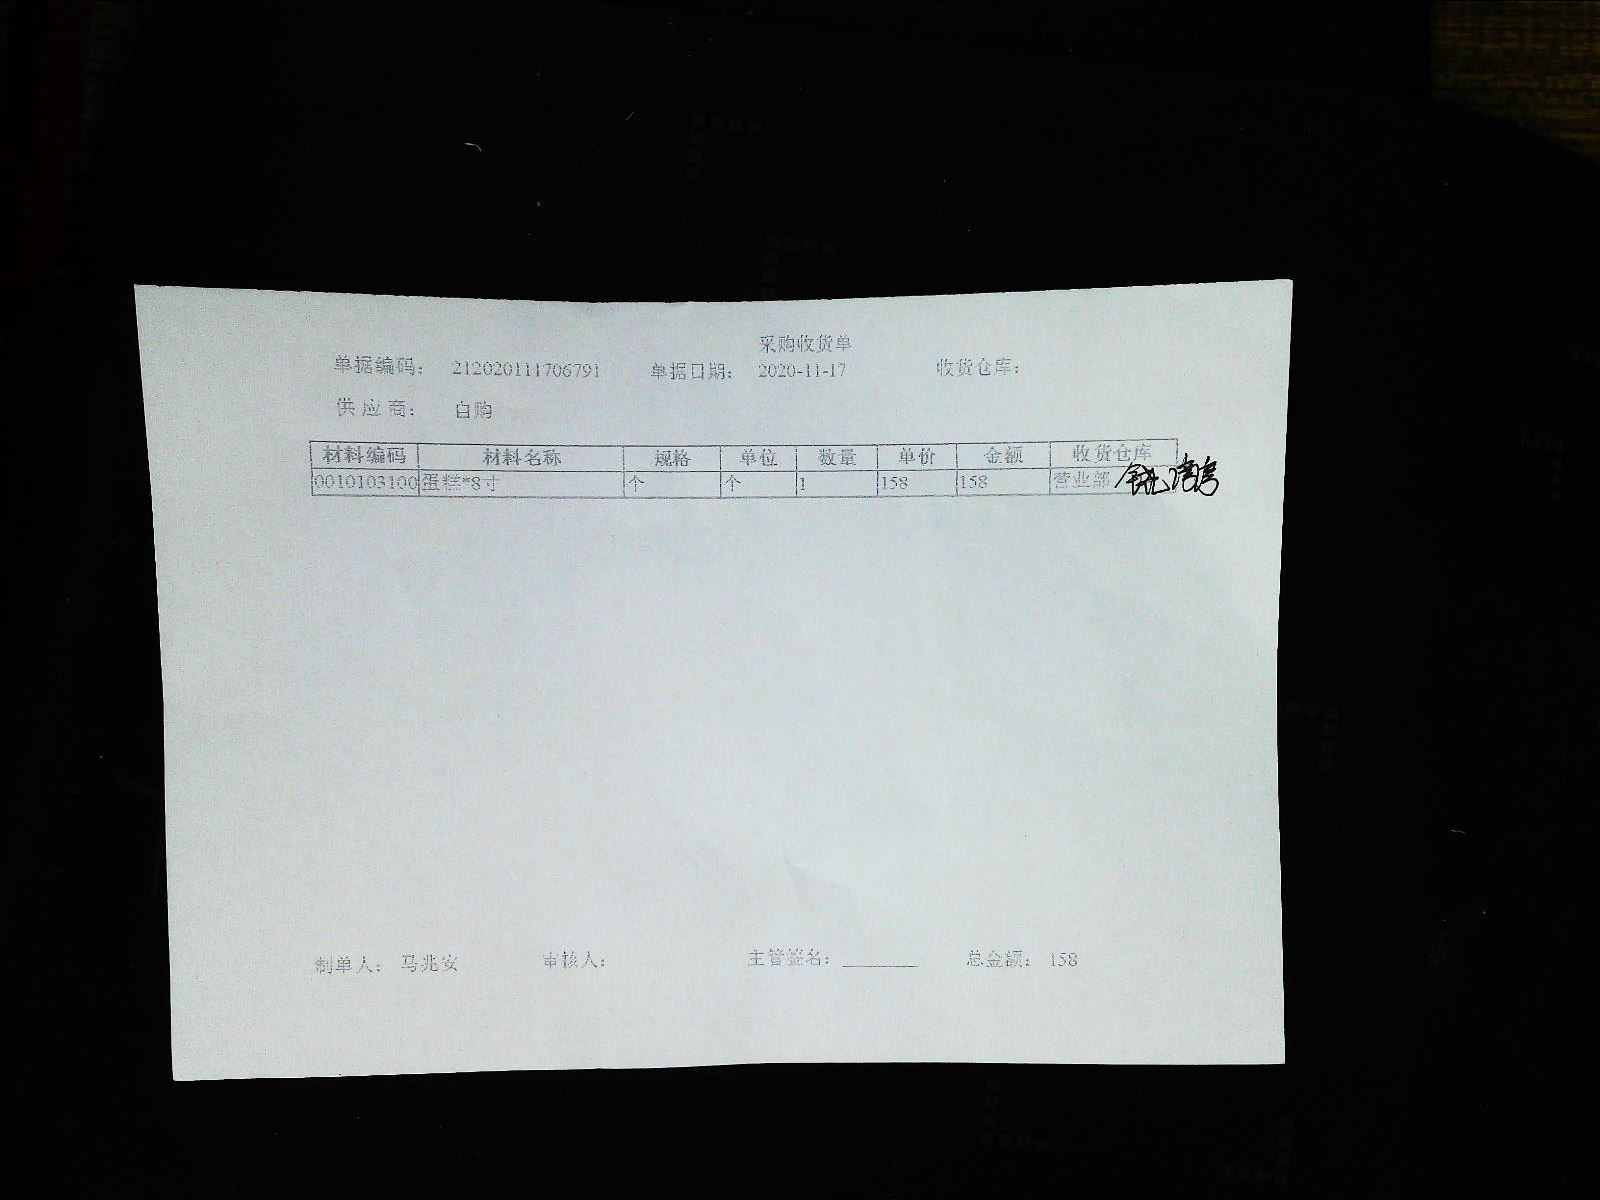 采购收货单
单据编码： 212020111706791 单据日期： 2020-11-17 收货仓库：
供应商： 自购
材料编码 材料名称 规格 单位 数量 单价 金额 收货仓库
0010103100 蛋糕*8寸 个 个 1 158 158 营业部
制单人： 马兆安 审核人： 主管签名： 总金额： 158